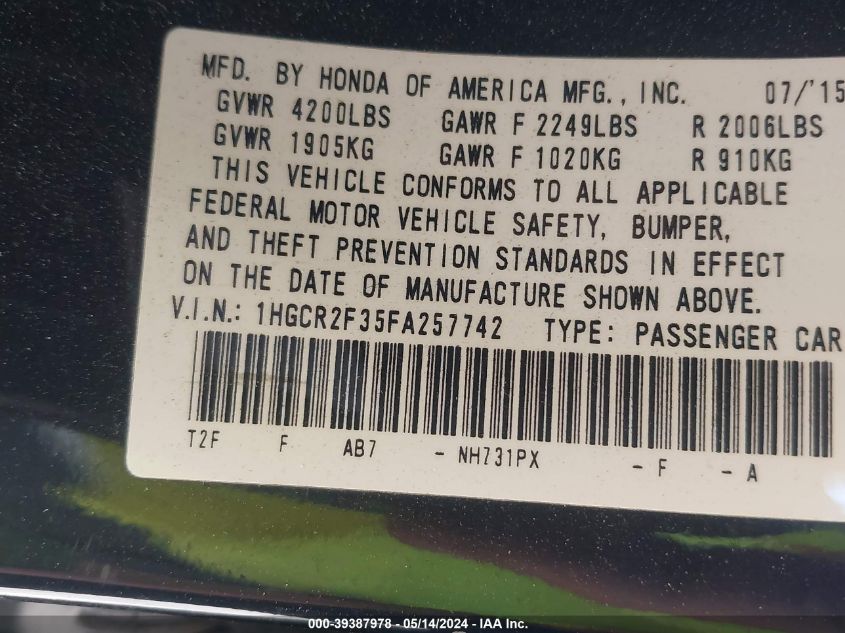 MFD. BY HONDA OF AMERICA MFG., INC. 07/'15
GVWR 4200LBS GAWR F 2249LBS R 2006LBS
GVWR 1905KG GAWR F 1020KG R 910KG
THIS VEHICLE CONFORMS TO ALL APPLICABLE
FEDERAL MOTOR VEHICLE SAFETY, BUMPER,
AND THEFT PREVENTION STANDARDS IN EFFECT
ON THE DATE OF MANUFACTURE SHOWN ABOVE.
V.I.N.: 1HGCR2F35FA257742 TYPE: PASSENGER CAR
T2F F AB7 - NH731PX - F - A
000-39387978 - 05/14/2024 - IAA Inc.